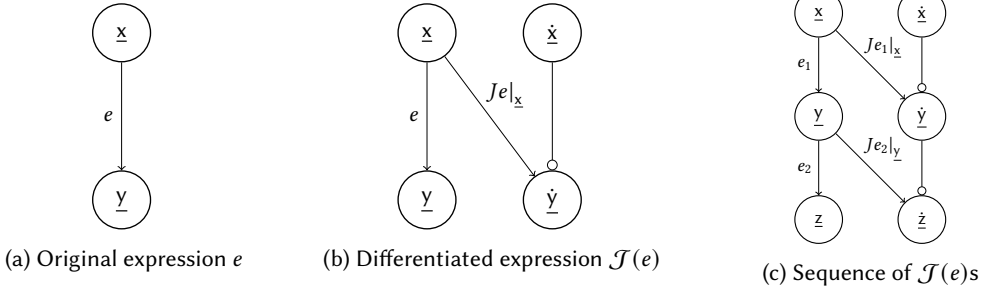 x
e
y
(a) Original expression e
x ẋ
e Je|x
y ẏ
(b) Differentiated expression 𝒥(e)
x ẋ
e₁ Je₁|x
y ẏ
e₂ Je₂|y
z ż
(c) Sequence of 𝒥(e)s